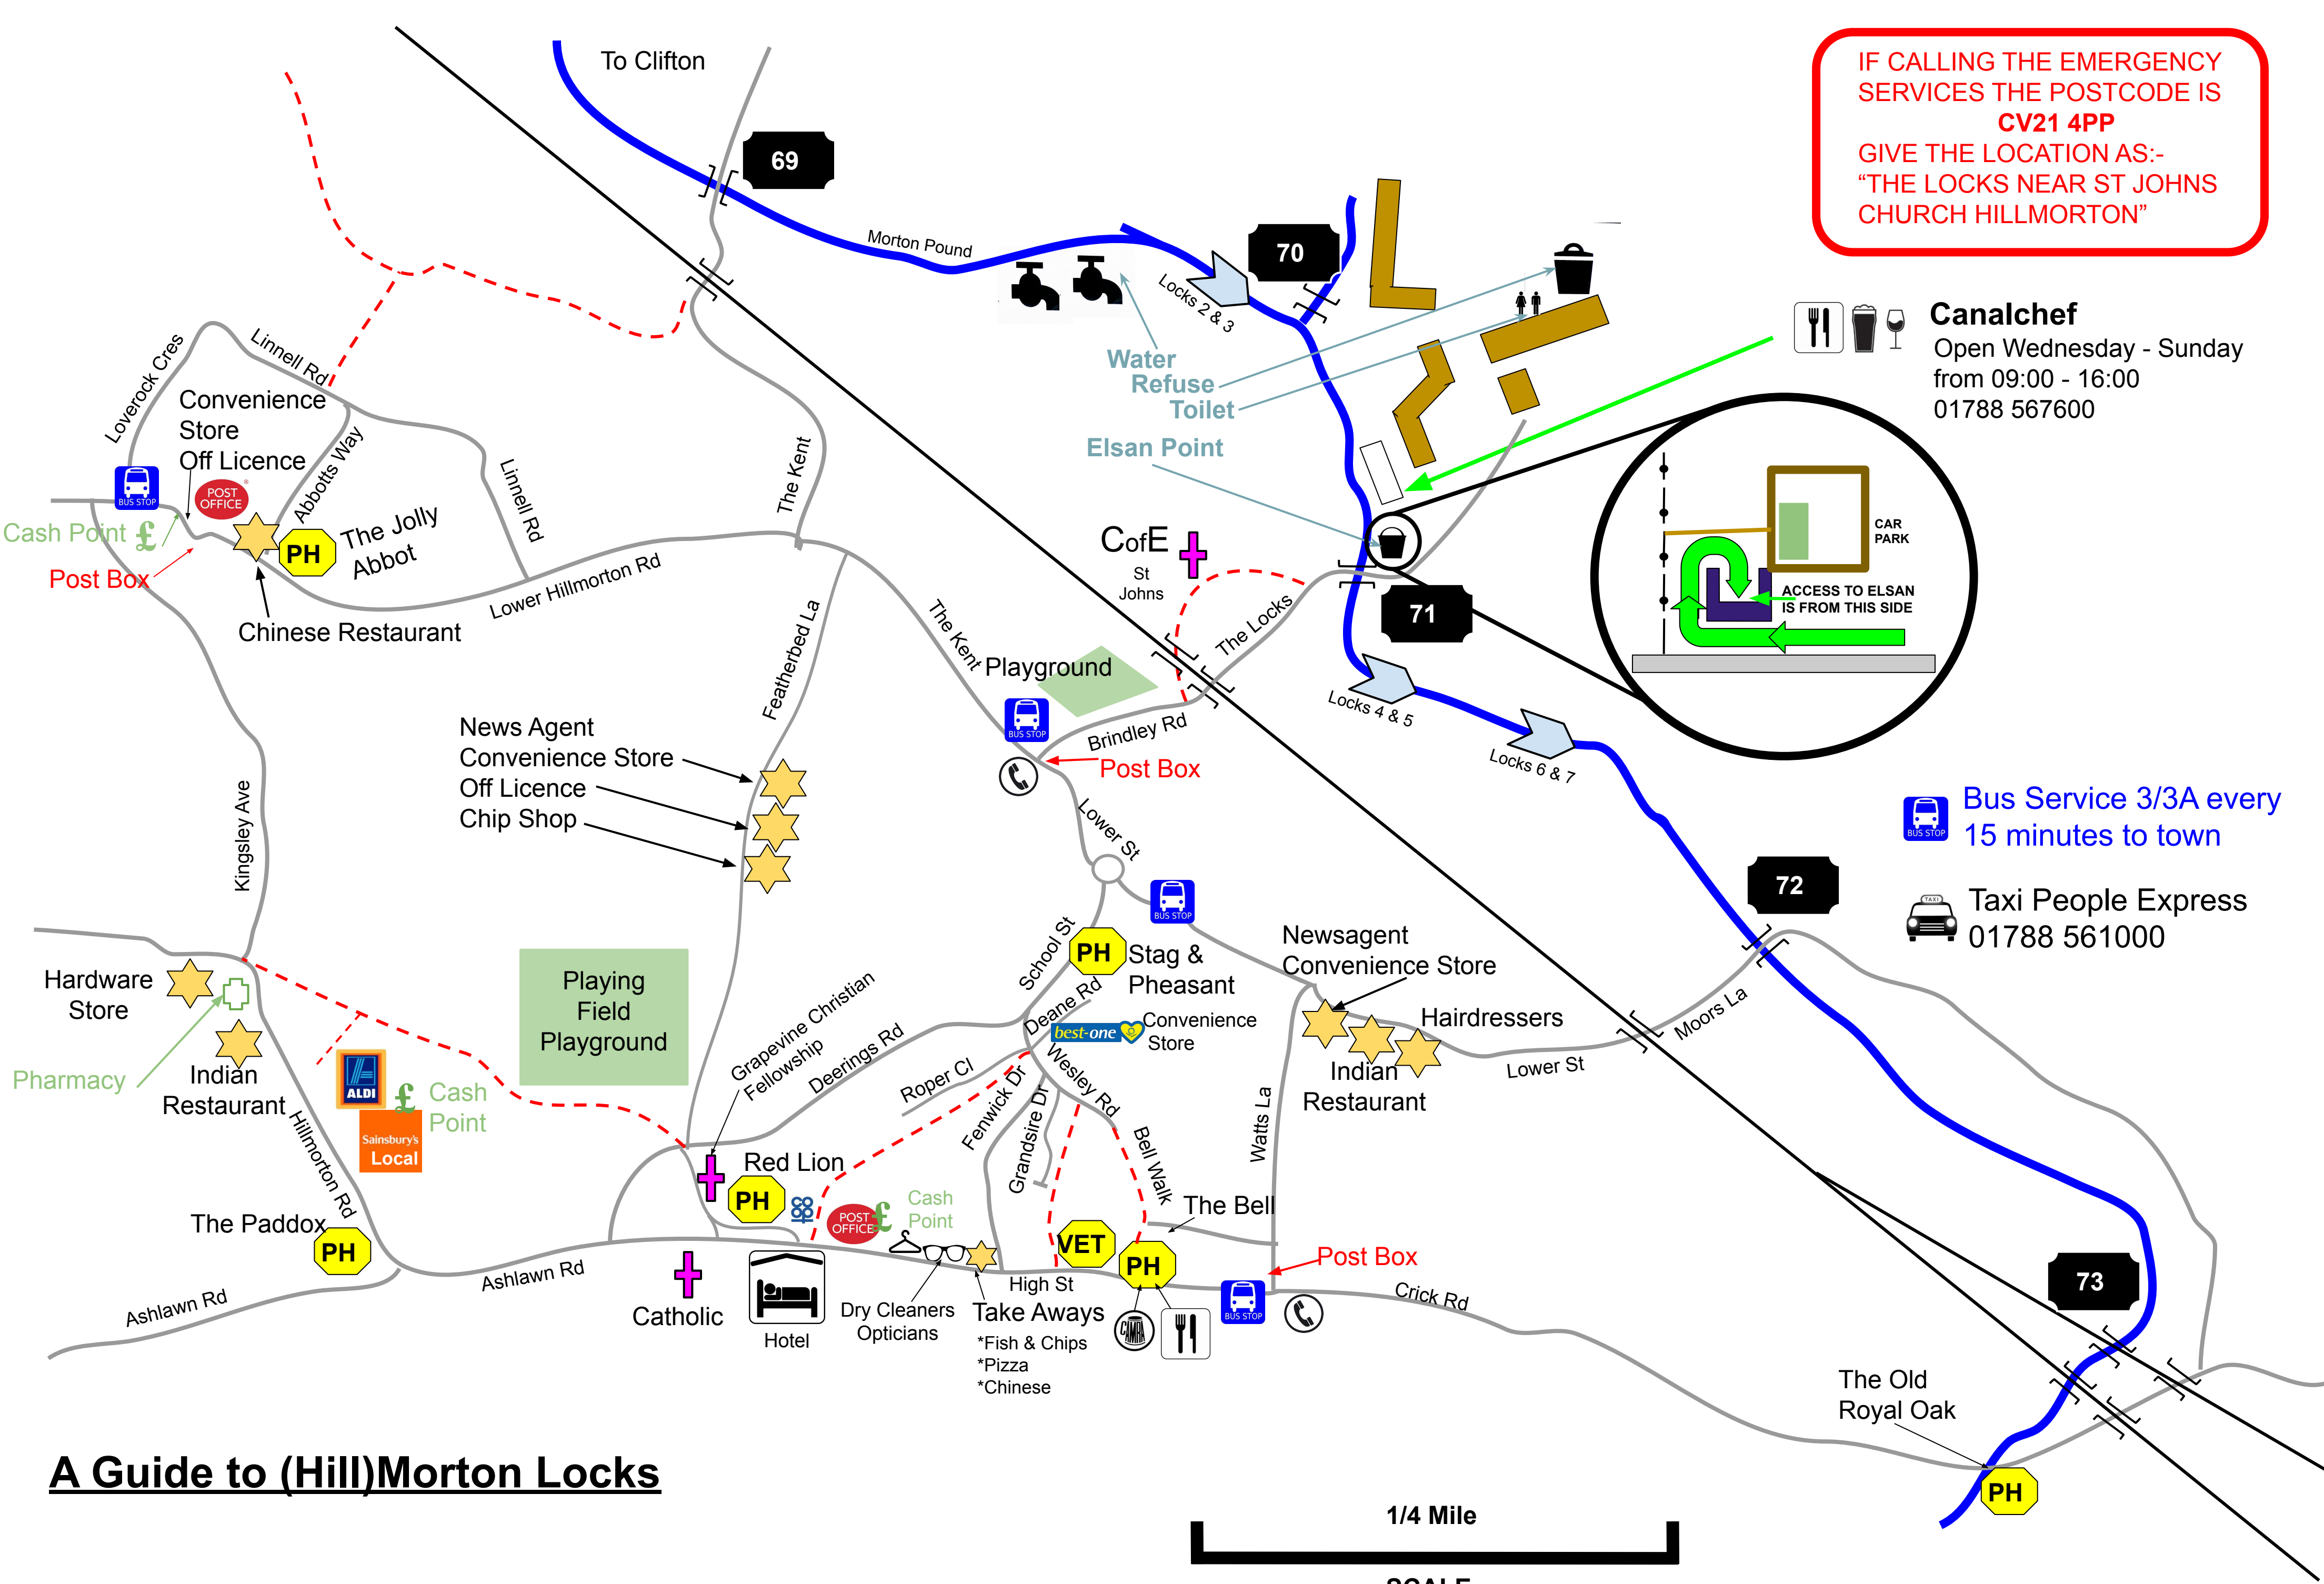 To Clifton
IF CALLING THE EMERGENCY
SERVICES THE POSTCODE IS
CV21 4PP
GIVE THE LOCATION AS:-
“THE LOCKS NEAR ST JOHNS
CHURCH HILLMORTON”
69
Morton Pound
70
Locks 2 & 3
Water
Refuse
Toilet
Elsan Point
Canalchef
Open Wednesday - Sunday
from 09:00 - 16:00
01788 567600
CAR
PARK
ACCESS TO ELSAN
IS FROM THIS SIDE
Loverock Cres
Linnell Rd
Convenience
Store
Off Licence
BUS STOP
POST
OFFICE
Abbotts Way
Linnell Rd
The Kent
Cash Point £
PH
The Jolly
Abbot
Post Box
Chinese Restaurant
Lower Hillmorton Rd
CofE
St
Johns
71
The Locks
The Kent
Playground
Featherbed La
BUS STOP
Brindley Rd
Post Box
Locks 4 & 5
Locks 6 & 7
News Agent
Convenience Store
Off Licence
Chip Shop
Kingsley Ave
Lower St
BUS STOP
Bus Service 3/3A every
15 minutes to town
TAXI
Taxi People Express
01788 561000
72
BUS STOP
School St
PH
Stag &
Pheasant
Newsagent
Convenience Store
Hardware
Store
Playing
Field
Playground
Deane Rd
best-one
Convenience
Store
Hairdressers
Moors La
Lower St
Indian
Restaurant
Pharmacy
Indian
Restaurant
ALDI
£
Cash
Point
Sainsbury's
Local
Hillmorton Rd
Grapevine Christian
Fellowship
Deerings Rd
Roper Cl
Wesley Rd
Fenwick Dr
Grandsire Dr
Bell Walk
Watts La
The Paddox
PH
Red Lion
PH
CO
OP
POST
OFFICE
£
Cash
Point
VET
PH
The Bell
Post Box
73
Ashlawn Rd
Ashlawn Rd
Catholic
Hotel
Dry Cleaners
Opticians
High St
Take Aways
*Fish & Chips
*Pizza
*Chinese
CAMRA
BUS STOP
Crick Rd
The Old
Royal Oak
PH
A Guide to (Hill)Morton Locks
1/4 Mile
SCALE